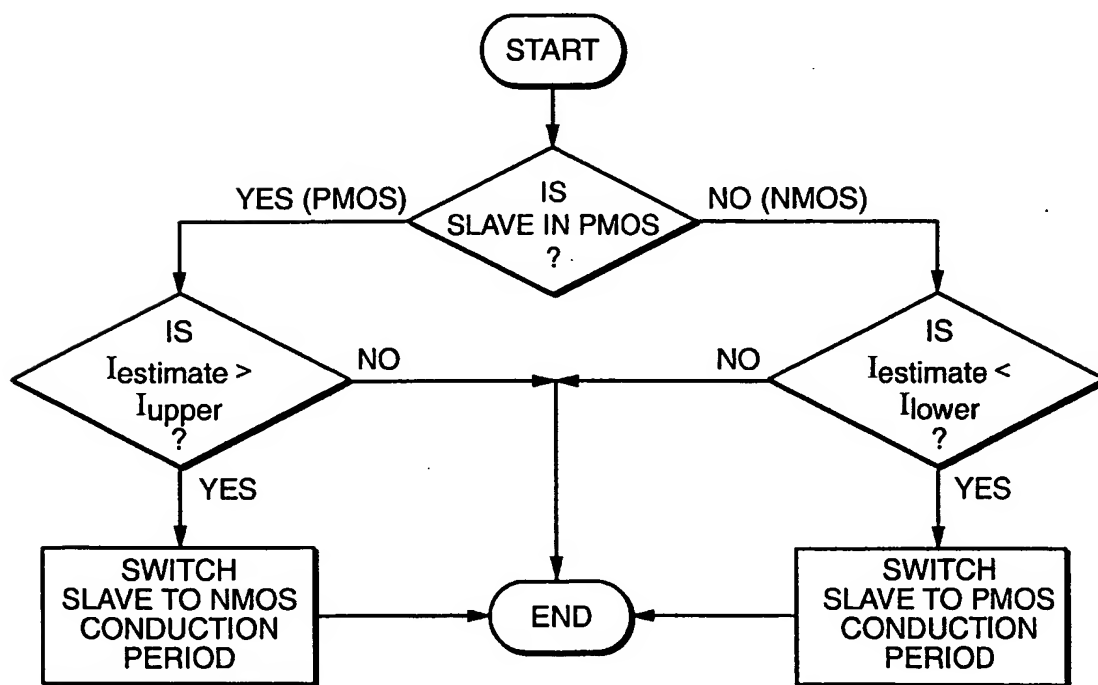 START
IS
SLAVE IN PMOS
?
YES (PMOS)
NO (NMOS)
IS
Iestimate >
Iupper
?
NO
YES
IS
Iestimate <
Ilower
?
NO
YES
SWITCH
SLAVE TO NMOS
CONDUCTION
PERIOD
END
SWITCH
SLAVE TO PMOS
CONDUCTION
PERIOD